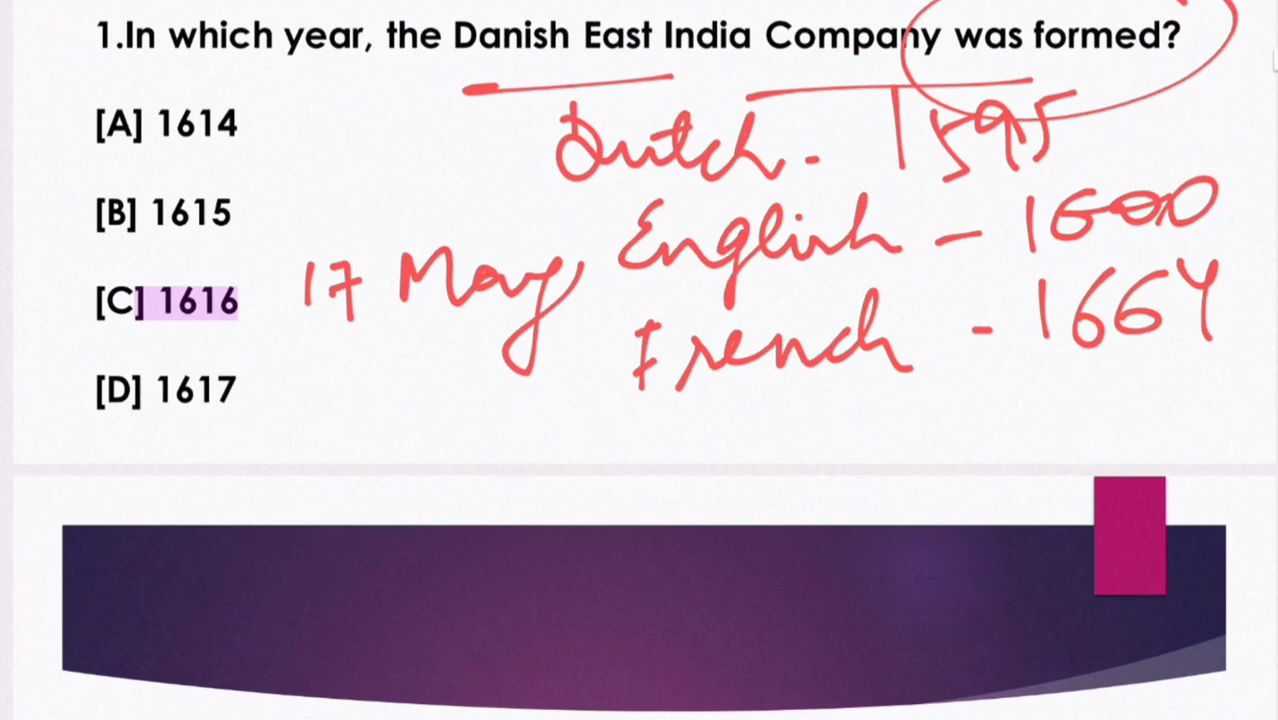 1.In which year, the Danish East India Company was formed?
[A] 1614
Dutch - 1595
[B] 1615
English - 1600
[C] 1616
17 May
French - 1664
[D] 1617